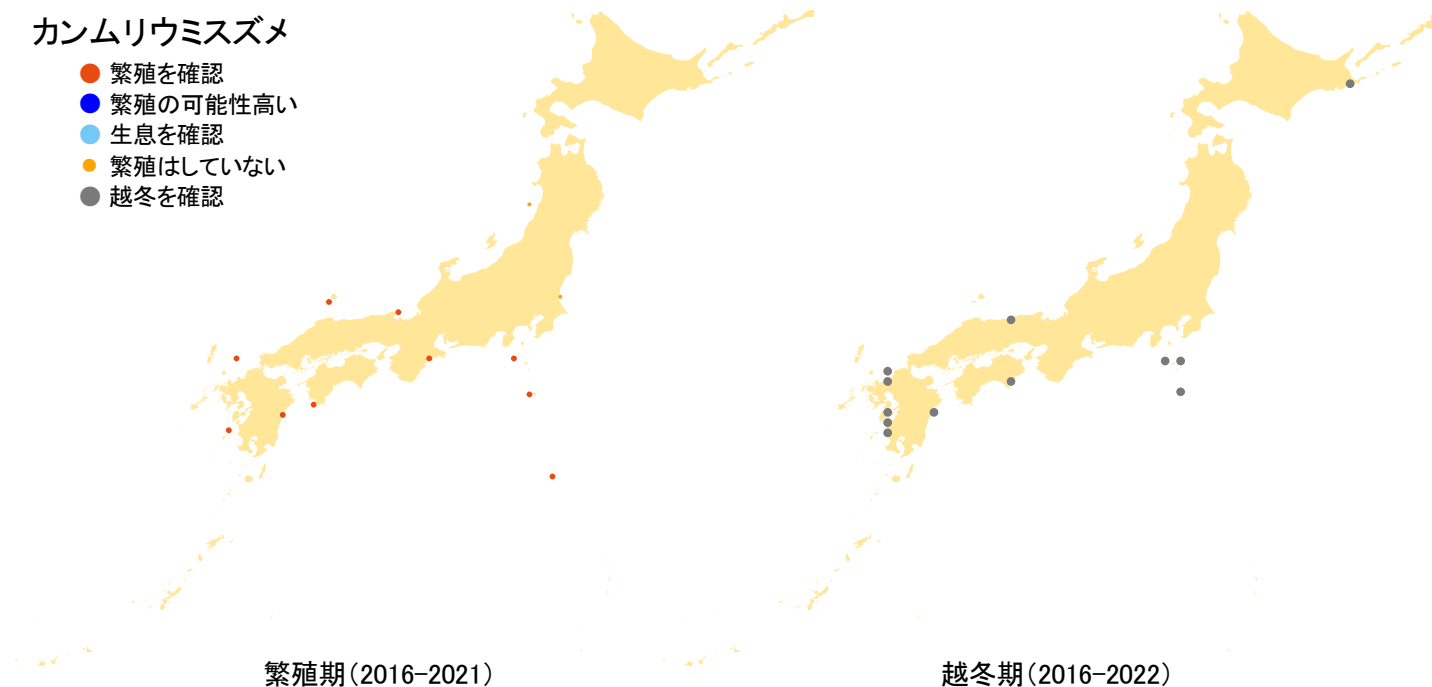 カンムリウミスズメ
繁殖を確認
繁殖の可能性高い
生息を確認
繁殖はしていない
越冬を確認
繁殖期(2016-2021)
越冬期(2016-2022)